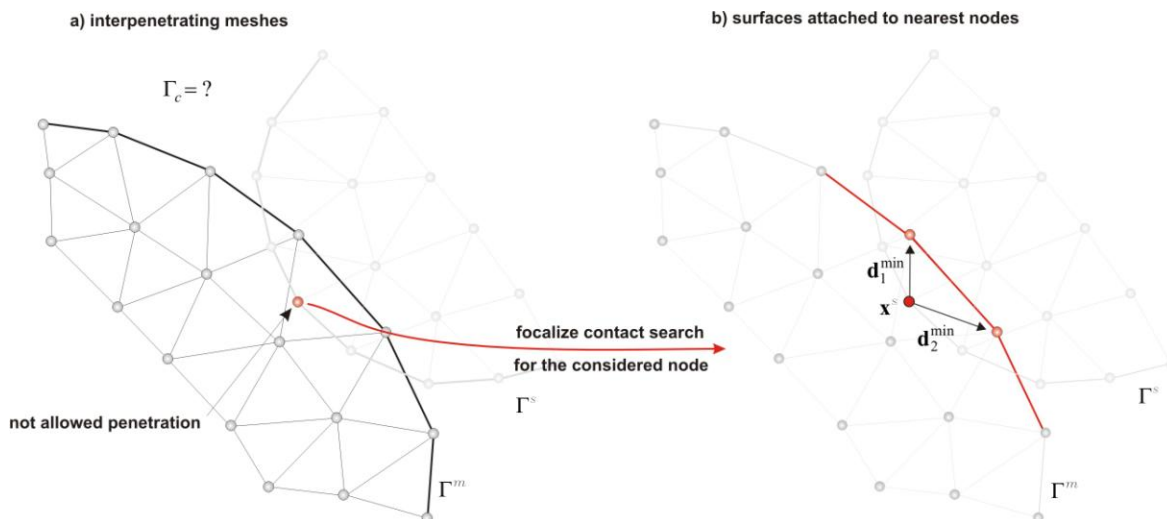 a) interpenetrating meshes
b) surfaces attached to nearest nodes
Γc = ?
d1min
xs
d2min
focalize contact search
for the considered node
Γs
Γs
not allowed penetration
Γm
Γm